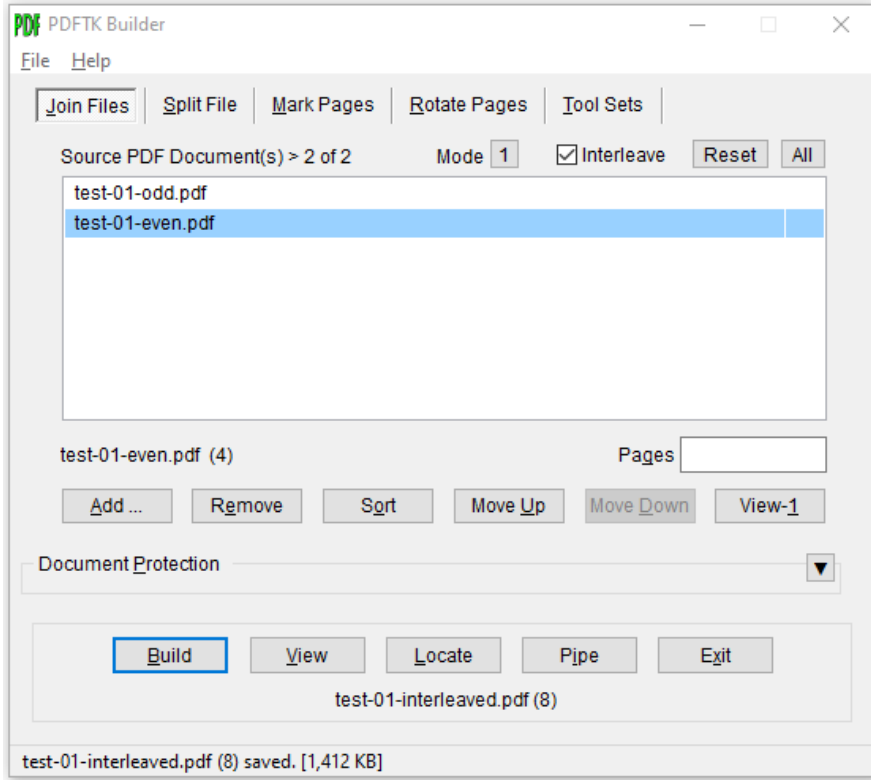 PDF PDFTK Builder
File Help
Join Files Split File Mark Pages Rotate Pages Tool Sets
Source PDF Document(s) > 2 of 2 Mode 1 Interleave Reset All
test-01-odd.pdf
test-01-even.pdf
test-01-even.pdf (4) Pages
Add ... Remove Sort Move Up Move Down View-1
Document Protection
Build View Locate Pipe Exit
test-01-interleaved.pdf (8)
test-01-interleaved.pdf (8) saved. [1,412 KB]